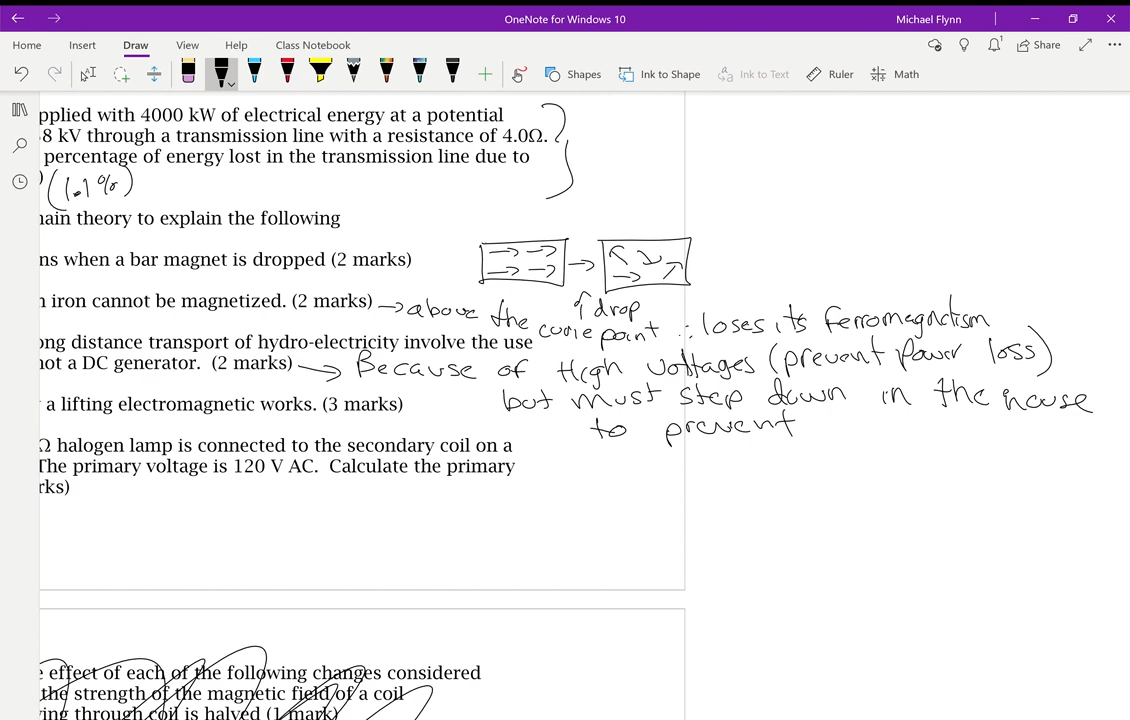 OneNote for Windows 10
Michael Flynn
Home Insert Draw View Help Class Notebook
1 Share
Shapes Ink to Shape Ink to Text Ruler Math
pplied with 4000 kW of electrical energy at a potential
8 kV through a transmission line with a resistance of 4.0Ω.
percentage of energy lost in the transmission line due to
) (1.1%)
nain theory to explain the following
ns when a bar magnet is dropped (2 marks)
drop
n iron cannot be magnetized. (2 marks) → above the curie point ∴ loses its ferromagnetism
ong distance transport of hydro-electricity involve the use
not a DC generator. (2 marks) → Because of High Voltages (prevent Power loss)
but must step down in the house
a lifting electromagnetic works. (3 marks)
to prevent
Ω halogen lamp is connected to the secondary coil on a
The primary voltage is 120 V AC. Calculate the primary
rks)
e effect of each of the following changes considered
the strength of the magnetic field of a coil
ving through coil is halved (1 mark)